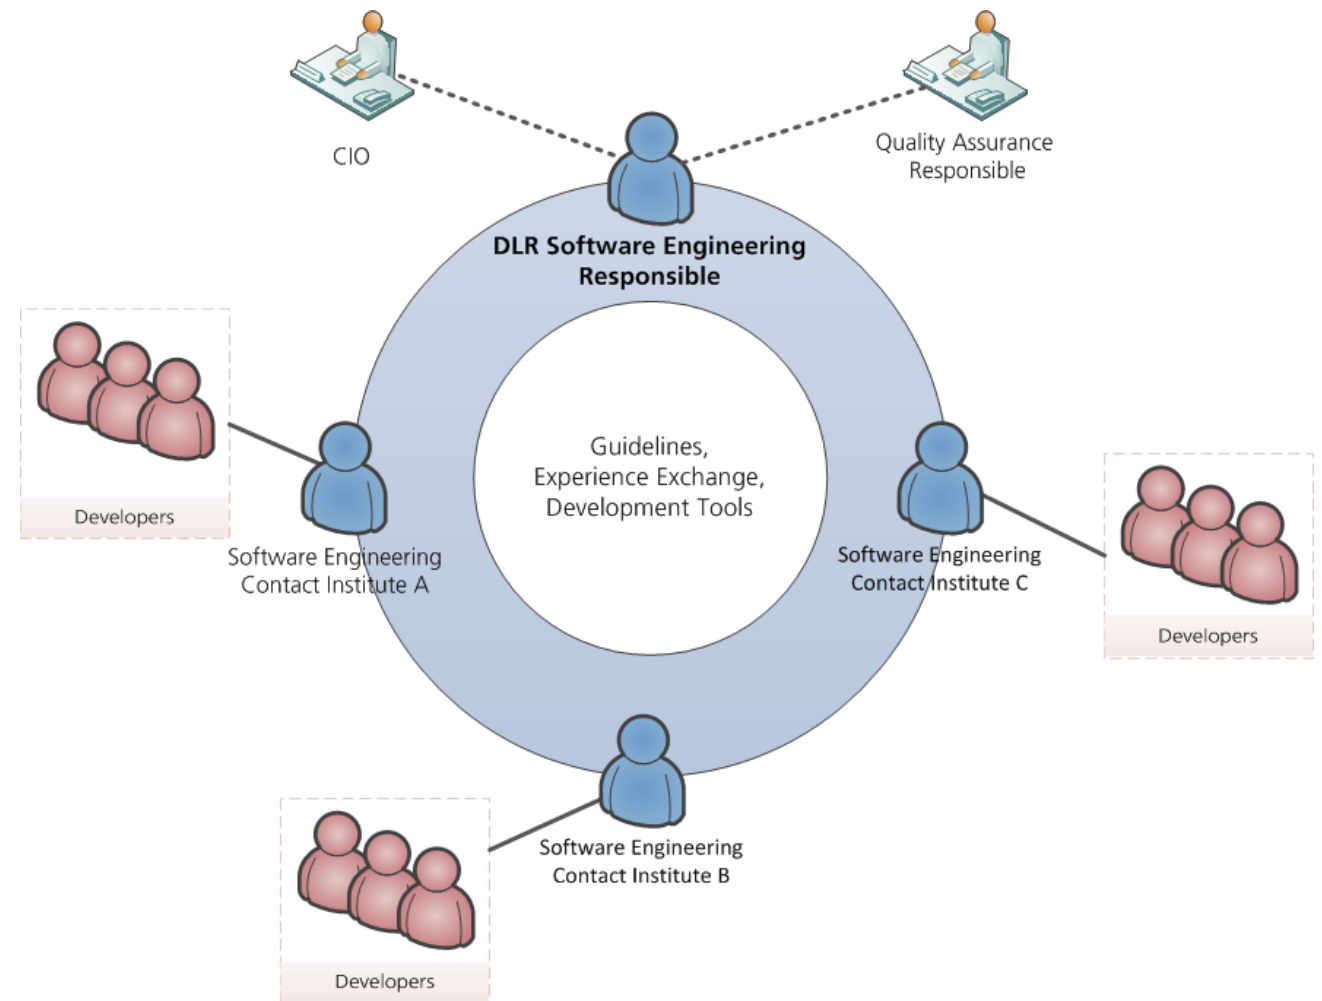 CIO
Quality Assurance
Responsible
DLR Software Engineering
Responsible
Guidelines,
Experience Exchange,
Development Tools
Developers
Software Engineering
Contact Institute A
Software Engineering
Contact Institute C
Developers
Software Engineering
Contact Institute B
Developers